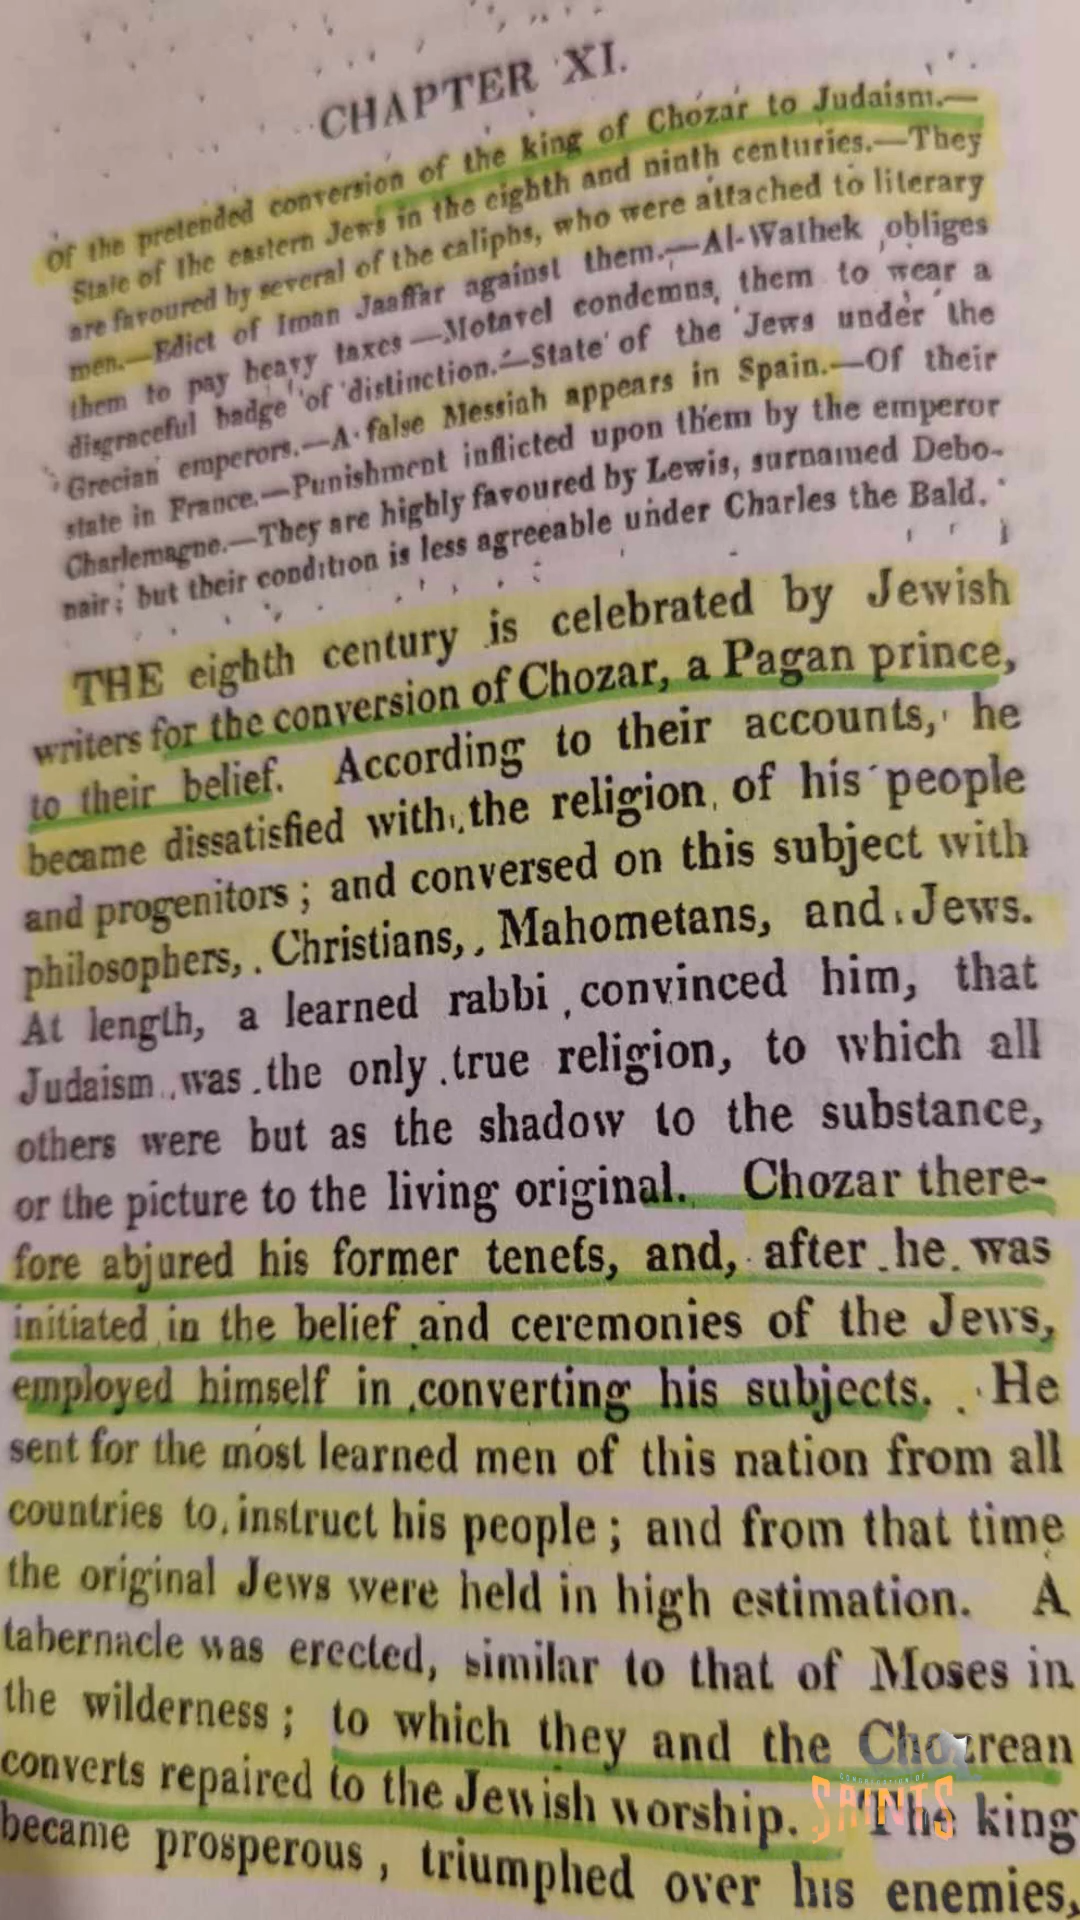 CHAPTER XI.
Of the pretended conversion of the king of Chozar to Judaism.—
State of the eastern Jews in the eighth and ninth centuries.—They
are favoured by several of the caliphs, who were attached to literary
men.—Edict of Iman Jaaffar against them.—Al-Wathek obliges
them to pay heavy taxes—Motavel condemns them to wear a
disgraceful badge of distinction.—State of the Jews under the
Grecian emperors.—A false Messiah appears in Spain.—Of their
state in France.—Punishment inflicted upon them by the emperor
Charlemagne.—They are highly favoured by Lewis, surnamed Debo-
nair; but their condition is less agreeable under Charles the Bald.
THE eighth century is celebrated by Jewish
writers for the conversion of Chozar, a Pagan prince,
to their belief. According to their accounts, he
became dissatisfied with the religion of his people
and progenitors; and conversed on this subject with
philosophers, Christians, Mahometans, and Jews.
At length, a learned rabbi convinced him, that
Judaism was the only true religion, to which all
others were but as the shadow to the substance,
or the picture to the living original. Chozar there-
fore abjured his former tenets, and, after he was
initiated in the belief and ceremonies of the Jews,
employed himself in converting his subjects. He
sent for the most learned men of this nation from all
countries to instruct his people; and from that time
the original Jews were held in high estimation. A
tabernacle was erected, similar to that of Moses in
the wilderness; to which they and the Chozrean
converts repaired to the Jewish worship. The king
became prosperous, triumphed over his enemies,
CONGREGATION OF
SAINTS